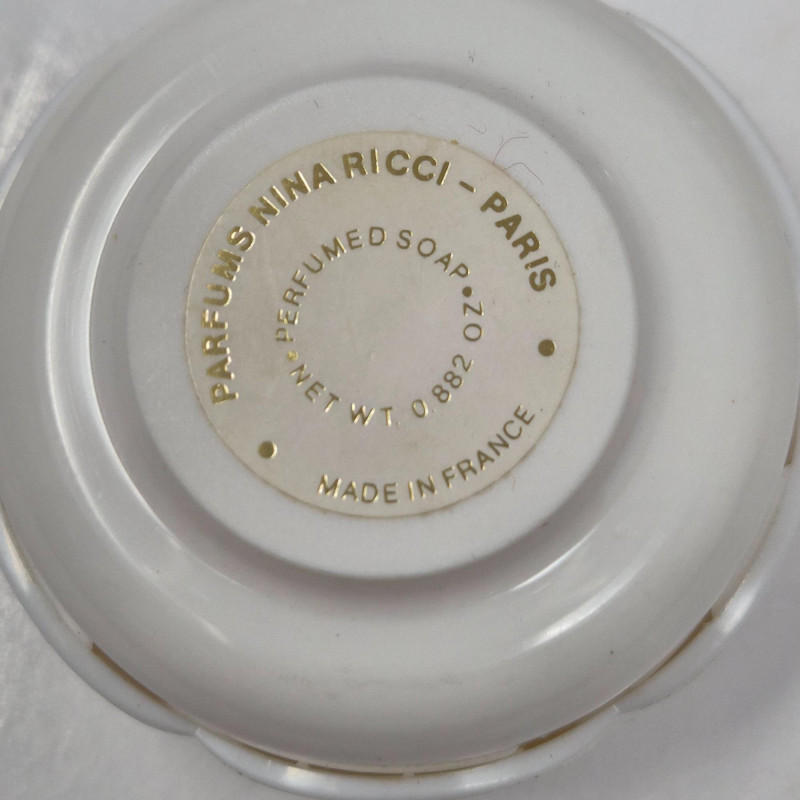 PARFUMS NINA RICCI - PARIS
MADE IN FRANCE
PERFUMED SOAP
NET WT. 0.882 OZ